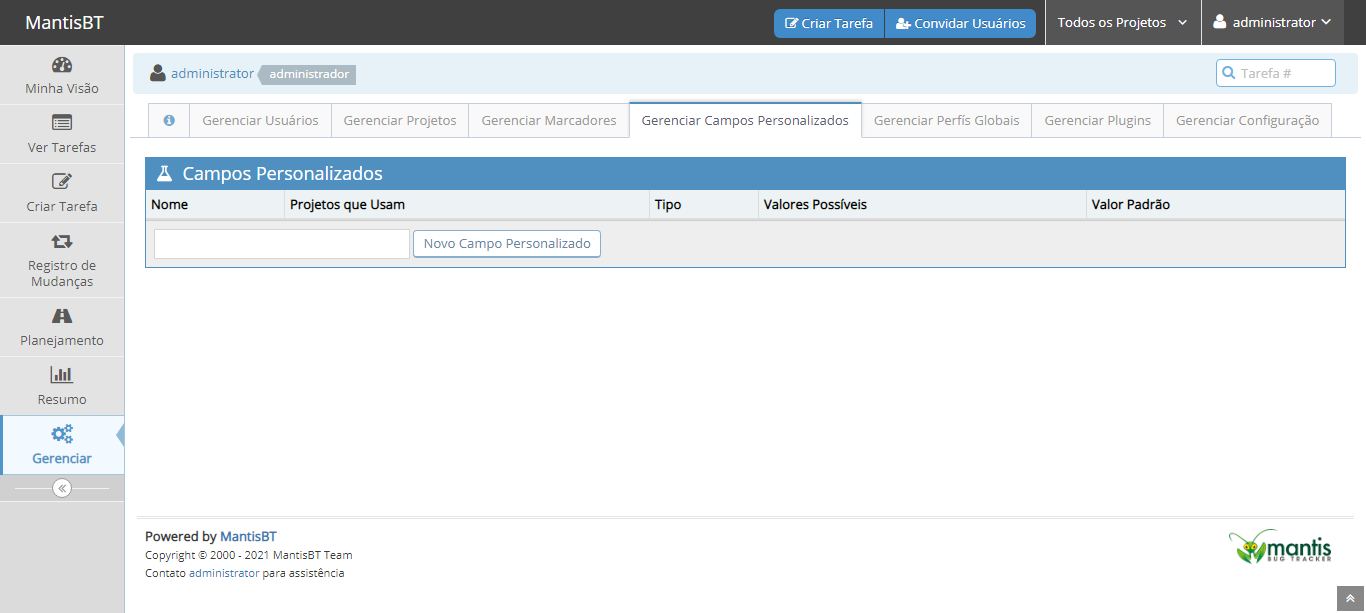 MantisBT
Criar Tarefa Convidar Usuários Todos os Projetos administrator
Minha Visão
Ver Tarefas
Criar Tarefa
Registro de
Mudanças
Planejamento
Resumo
Gerenciar
administrator administrador Tarefa #
Gerenciar Usuários Gerenciar Projetos Gerenciar Marcadores Gerenciar Campos Personalizados Gerenciar Perfís Globais Gerenciar Plugins Gerenciar Configuração
Campos Personalizados
Nome Projetos que Usam Tipo Valores Possíveis Valor Padrão
Novo Campo Personalizado
Powered by MantisBT
Copyright © 2000 - 2021 MantisBT Team
Contato administrator para assistência
mantis
BUG TRACKER